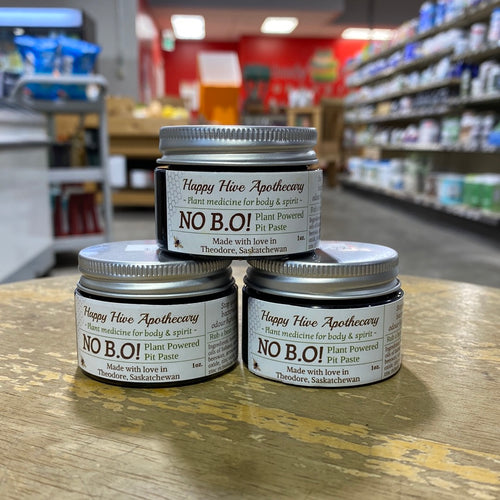 Happy Hive Apothecary
- Plant medicine for body & spirit -
NO B.O! Plant Powered
Pit Paste
1oz.
Made with love in
Theodore, Saskatchewan
Happy Hive Apothecary
- Plant medicine for body & spirit -
NO B.O! Plant Powered
Pit Paste
1oz.
Made with love in
Theodore, Saskatchewan
Happy Hive Apothecary
- Plant medicine for body & spirit -
NO B.O! Plant Powered
Pit Paste
1oz.
Made with love in
Theodore, Saskatchewan